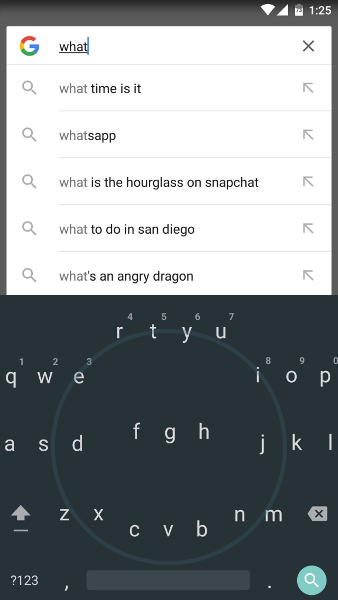 1:25
what
what time is it
whatsapp
what is the hourglass on snapchat
what to do in san diego
what's an angry dragon
4 5 6 7
r t y u
1 2 3 8 9 0
q w e i o p
f g h
a s d j k l
z x n m
c v b
?123 , .